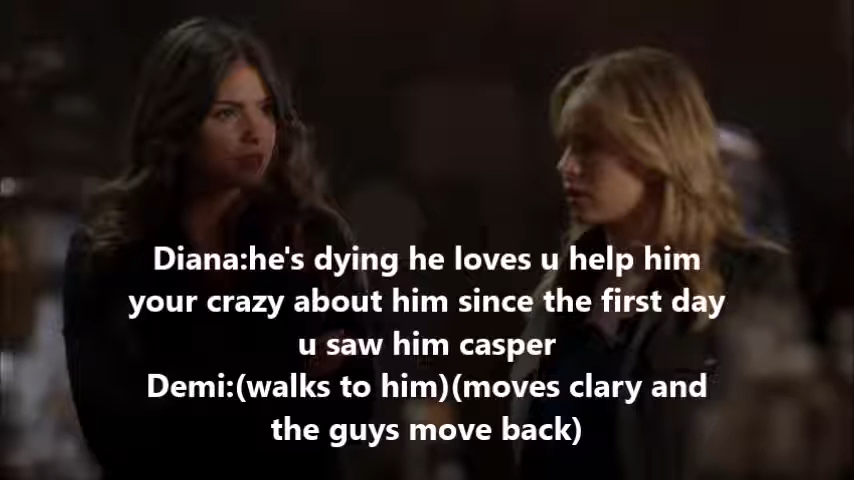 Diana:he's dying he loves u help him
your crazy about him since the first day
u saw him casper
Demi:(walks to him)(moves clary and
the guys move back)